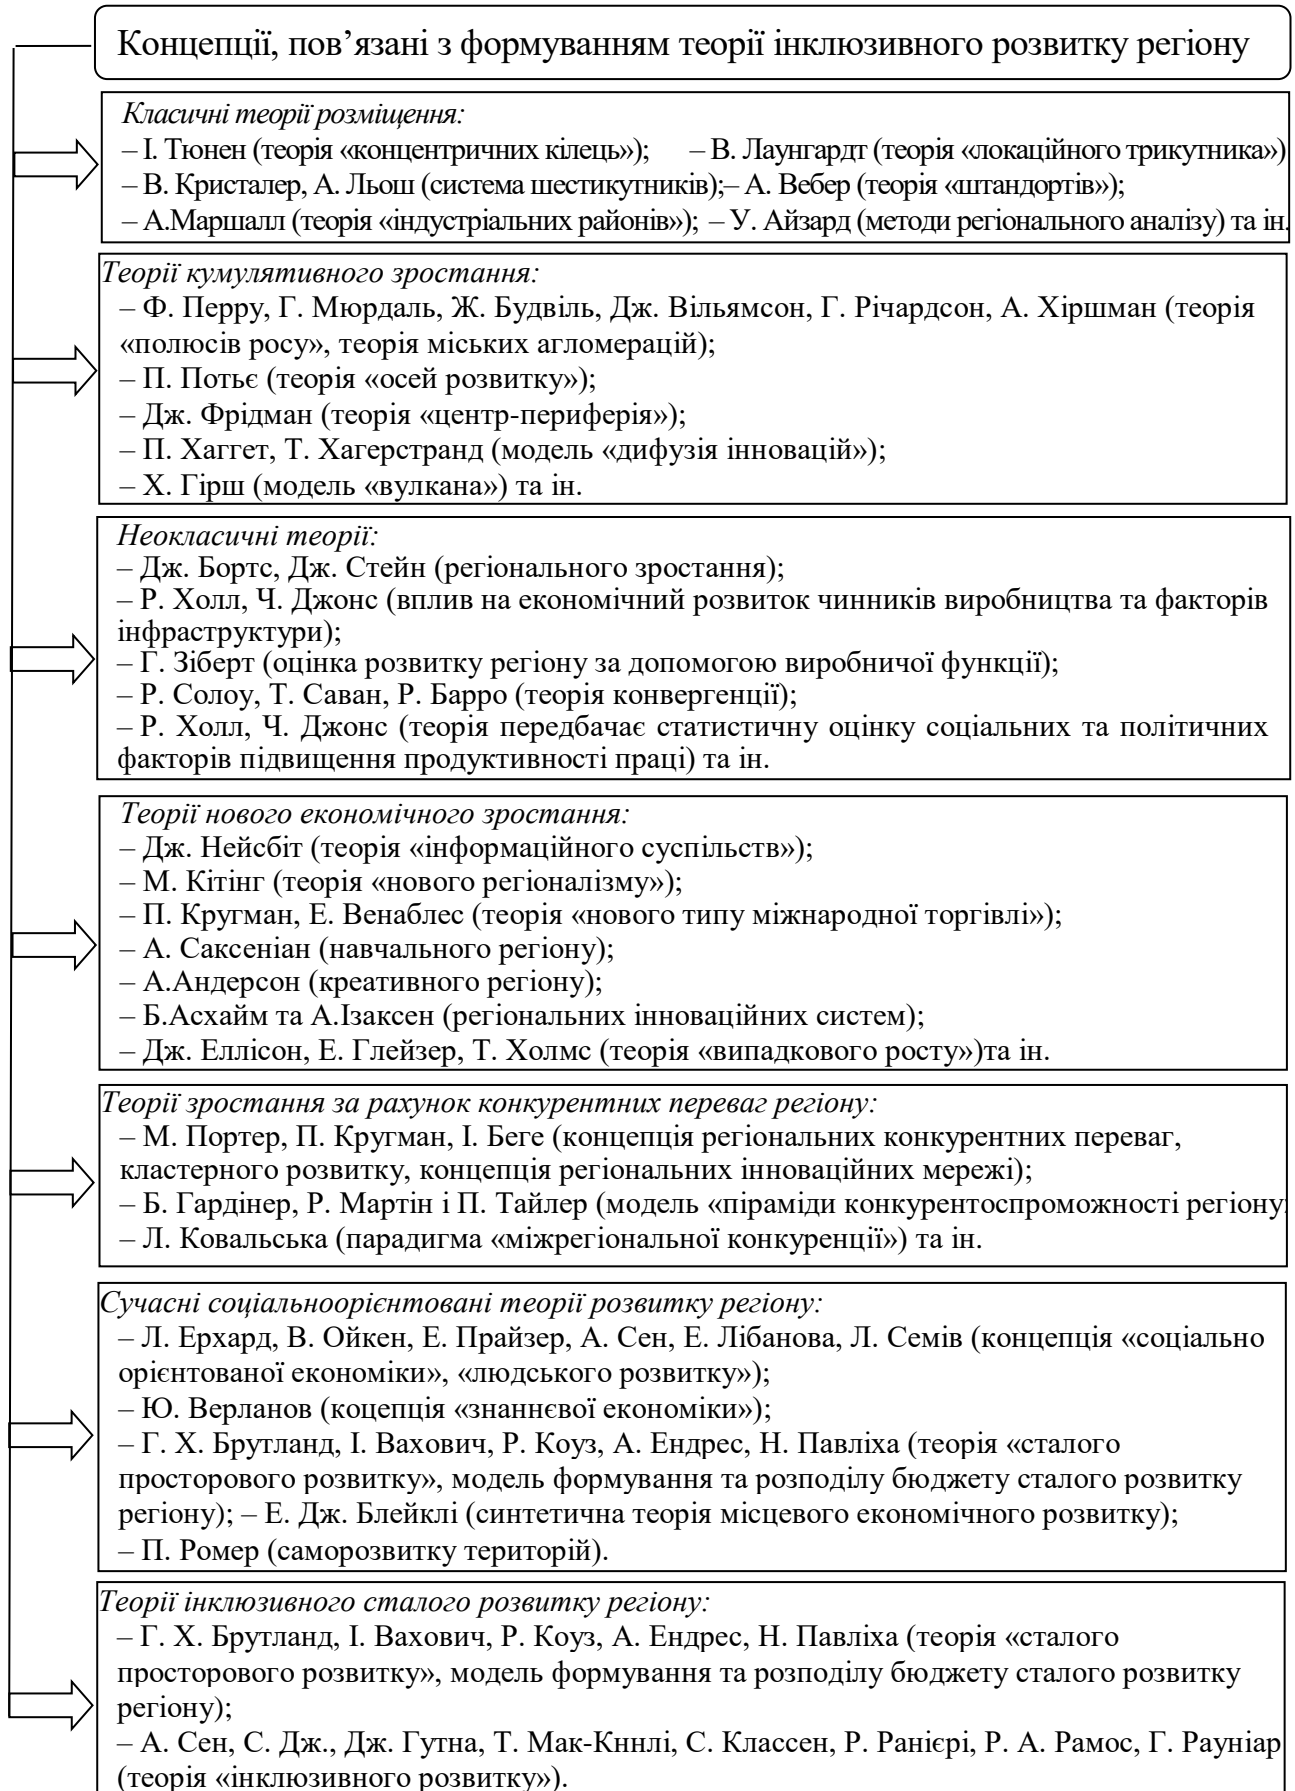 Концепції, пов’язані з формуванням теорії інклюзивного розвитку регіону
Класичні теорії розміщення:
– І. Тюнен (теорія «концентричних кілець»); – В. Лаунгардт (теорія «локаційного трикутника»)
– В. Кристалер, А. Льош (система шестикутників);– А. Вебер (теорія «штандортів»);
– А.Маршалл (теорія «індустріальних районів»); – У. Айзард (методи регіонального аналізу) та ін.
Теорії кумулятивного зростання:
– Ф. Перру, Г. Мюрдаль, Ж. Будвіль, Дж. Вільямсон, Г. Річардсон, А. Хіршман (теорія
«полюсів росу», теорія міських агломерацій);
– П. Потьє (теорія «осей розвитку»);
– Дж. Фрідман (теорія «центр-периферія»);
– П. Хаггет, Т. Хагерстранд (модель «дифузія інновацій»);
– Х. Гірш (модель «вулкана») та ін.
Неокласичні теорії:
– Дж. Бортс, Дж. Стейн (регіонального зростання);
– Р. Холл, Ч. Джонс (вплив на економічний розвиток чинників виробництва та факторів
інфраструктури);
– Г. Зіберт (оцінка розвитку регіону за допомогою виробничої функції);
– Р. Солоу, Т. Саван, Р. Барро (теорія конвергенції);
– Р. Холл, Ч. Джонс (теорія передбачає статистичну оцінку соціальних та політичних
факторів підвищення продуктивності праці) та ін.
Теорії нового економічного зростання:
– Дж. Нейсбіт (теорія «інформаційного суспільств»);
– М. Кітінг (теорія «нового регіоналізму»);
– П. Кругман, Е. Венаблес (теорія «нового типу міжнародної торгівлі»);
– А. Саксеніан (навчального регіону);
– А.Андерсон (креативного регіону);
– Б.Асхайм та А.Ізаксен (регіональних інноваційних систем);
– Дж. Еллісон, Е. Глейзер, Т. Холмс (теорія «випадкового росту»)та ін.
Теорії зростання за рахунок конкурентних переваг регіону:
– М. Портер, П. Кругман, І. Беге (концепція регіональних конкурентних переваг,
кластерного розвитку, концепція регіональних інноваційних мережі);
– Б. Гардінер, Р. Мартін і П. Тайлер (модель «піраміди конкурентоспроможності регіону
– Л. Ковальська (парадигма «міжрегіональної конкуренції») та ін.
Сучасні соціальноорієнтовані теорії розвитку регіону:
– Л. Ерхард, В. Ойкен, Е. Прайзер, А. Сен, Е. Лібанова, Л. Семів (концепція «соціально
орієнтованої економіки», «людського розвитку»);
– Ю. Верланов (коцепція «знаннєвої економіки»);
– Г. Х. Брутланд, І. Вахович, Р. Коуз, А. Ендрес, Н. Павліха (теорія «сталого
просторового розвитку», модель формування та розподілу бюджету сталого розвитку
регіону); – Е. Дж. Блейклі (синтетична теорія місцевого економічного розвитку);
– П. Ромер (саморозвитку територій).
Теорії інклюзивного сталого розвитку регіону:
– Г. Х. Брутланд, І. Вахович, Р. Коуз, А. Ендрес, Н. Павліха (теорія «сталого
просторового розвитку», модель формування та розподілу бюджету сталого розвитку
регіону);
– А. Сен, С. Дж., Дж. Гутна, Т. Мак-Кннлі, С. Классен, Р. Ранієрі, Р. А. Рамос, Г. Рауніар
(теорія «інклюзивного розвитку»).